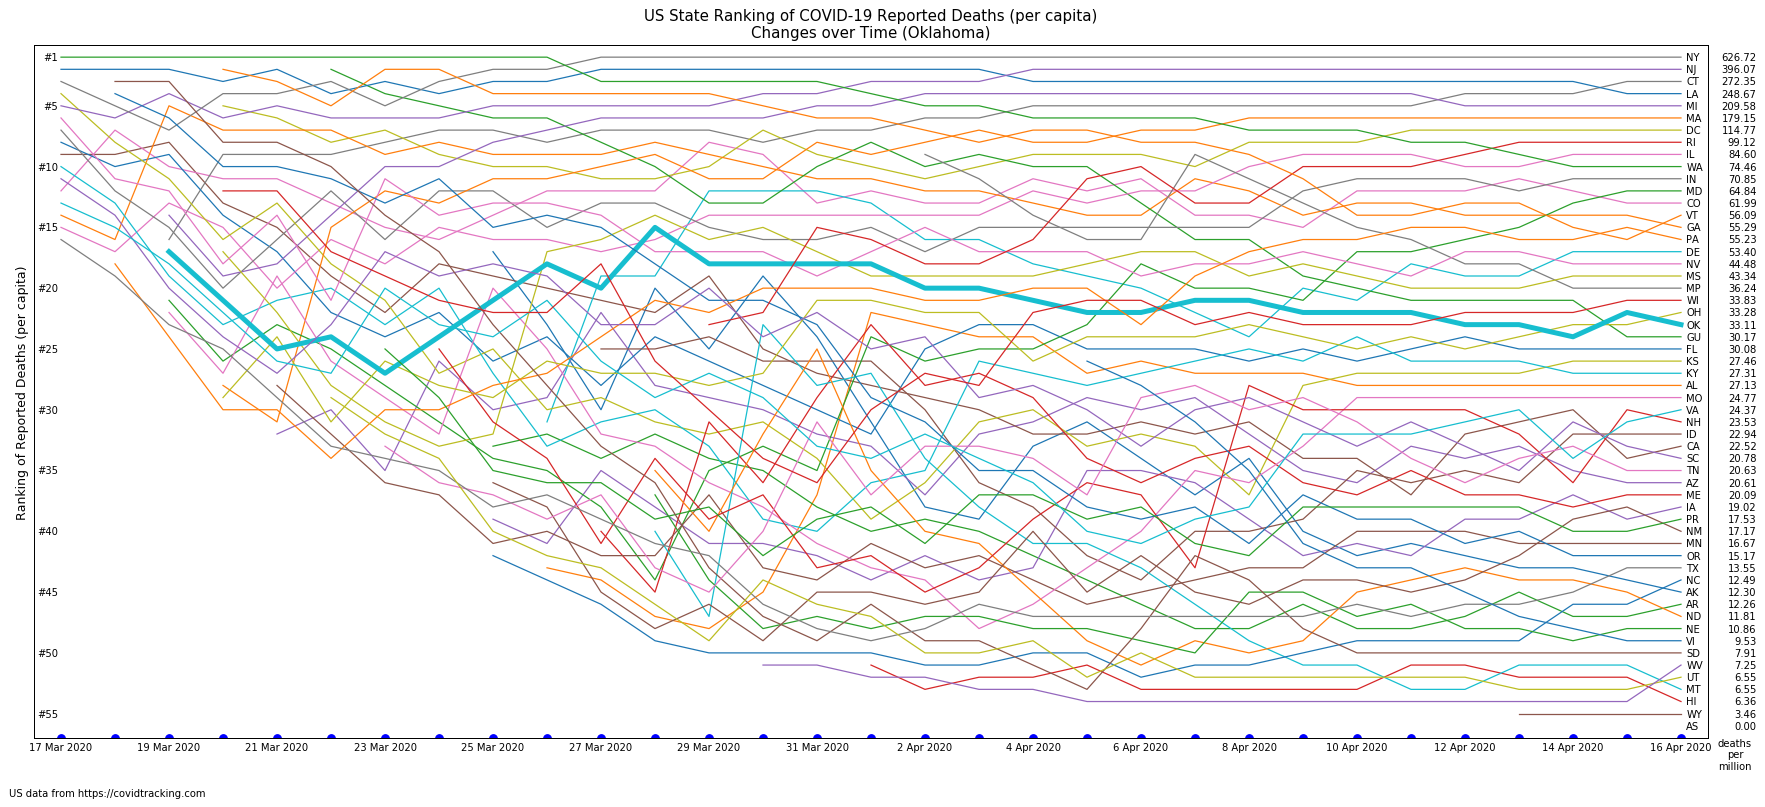 US State Ranking of COVID-19 Reported Deaths (per capita)
Changes over Time (Oklahoma)
Ranking of Reported Deaths (per capita)
#1
#5
#10
#15
#20
#25
#30
#35
#40
#45
#50
#55
NY 626.72
NJ 396.07
CT 272.35
LA 248.67
MI 209.58
MA 179.15
DC 114.77
RI 99.12
IL 84.60
WA 74.46
IN 70.85
MD 64.84
CO 61.99
VT 56.09
GA 55.29
PA 55.23
DE 53.40
NV 44.48
MS 43.34
MP 36.24
WI 33.83
OH 33.28
OK 33.11
GU 30.17
FL 30.08
KS 27.46
KY 27.31
AL 27.13
MO 24.77
VA 24.37
NH 23.53
ID 22.94
CA 22.52
SC 20.78
TN 20.63
AZ 20.61
ME 20.09
IA 19.02
PR 17.53
NM 17.17
MN 16.67
OR 15.17
TX 13.55
NC 12.49
AK 12.30
AR 12.26
ND 11.81
NE 10.86
VI 9.53
SD 7.91
WV 7.25
UT 6.55
MT 6.55
HI 6.36
WY 3.46
AS 0.00
17 Mar 2020 19 Mar 2020 21 Mar 2020 23 Mar 2020 25 Mar 2020 27 Mar 2020 29 Mar 2020 31 Mar 2020 2 Apr 2020 4 Apr 2020 6 Apr 2020 8 Apr 2020 10 Apr 2020 12 Apr 2020 14 Apr 2020 16 Apr 2020
deaths
per
million
US data from https://covidtracking.com